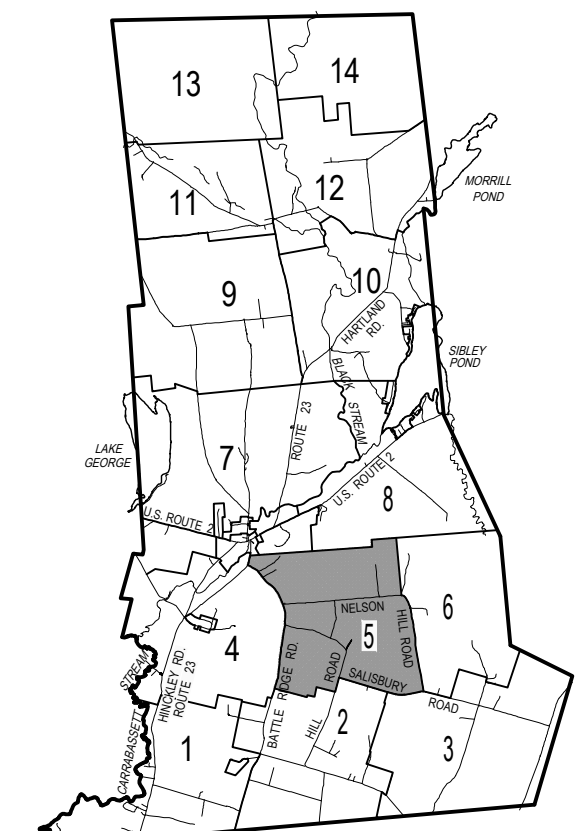 13
14
MORRILL
POND
11
12
10
9
HARTLAND
RD.
SIBLEY
POND
BLACK
STREAM
ROUTE 23
LAKE
GEORGE
7
U.S. ROUTE 2
8
U.S. ROUTE 2
NELSON
HILL ROAD
6
5
4
BATTLE RIDGE RD.
ROAD
HILL
SALISBURY
ROAD
STREAM
CARRABASSETT
HINCKLEY RD.
ROUTE 23
2
1
3